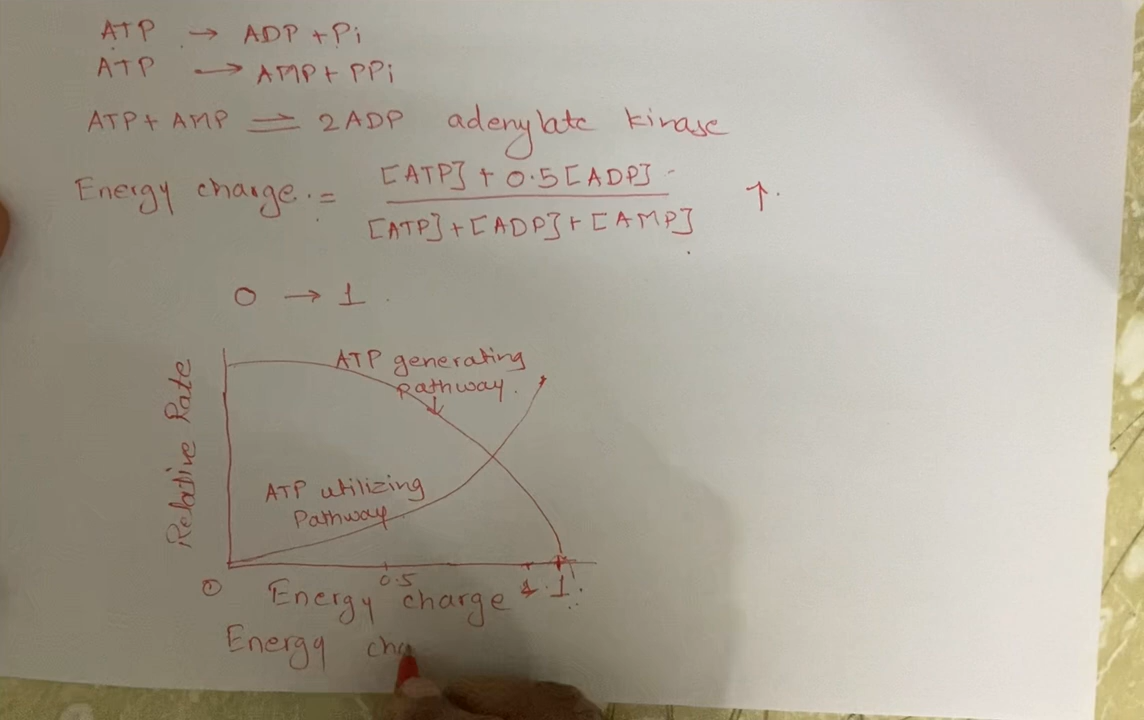 ATP → ADP + Pi
ATP → AMP + PPi
ATP + AMP ⇌ 2ADP adenylate kinase
Energy charge = [ATP] + 0.5[ADP]
[ATP] + [ADP] + [AMP] ↑
0 → 1
ATP generating
pathway
Relative Rate
ATP utilizing
Pathway
0
0.5
1
Energy charge
Energy cha